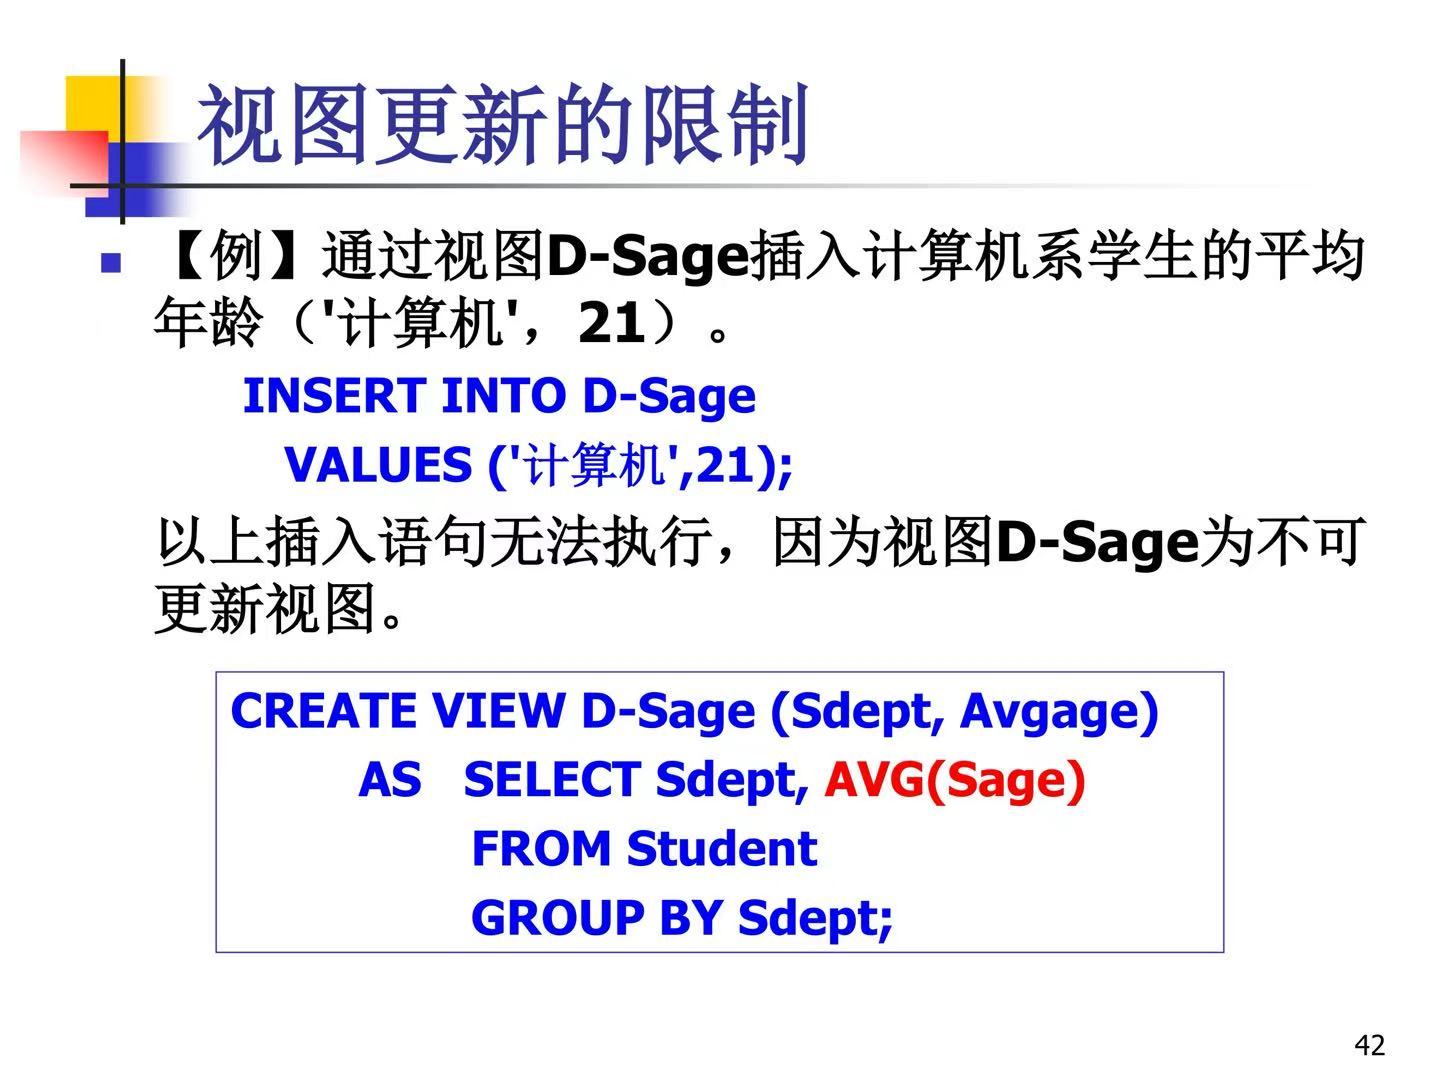 视图更新的限制
【例】通过视图D-Sage插入计算机系学生的平均
年龄（'计算机'，21）。
INSERT INTO D-Sage
VALUES ('计算机',21);
以上插入语句无法执行，因为视图D-Sage为不可
更新视图。
CREATE VIEW D-Sage (Sdept, Avgage)
AS SELECT Sdept, AVG(Sage)
FROM Student
GROUP BY Sdept;
42